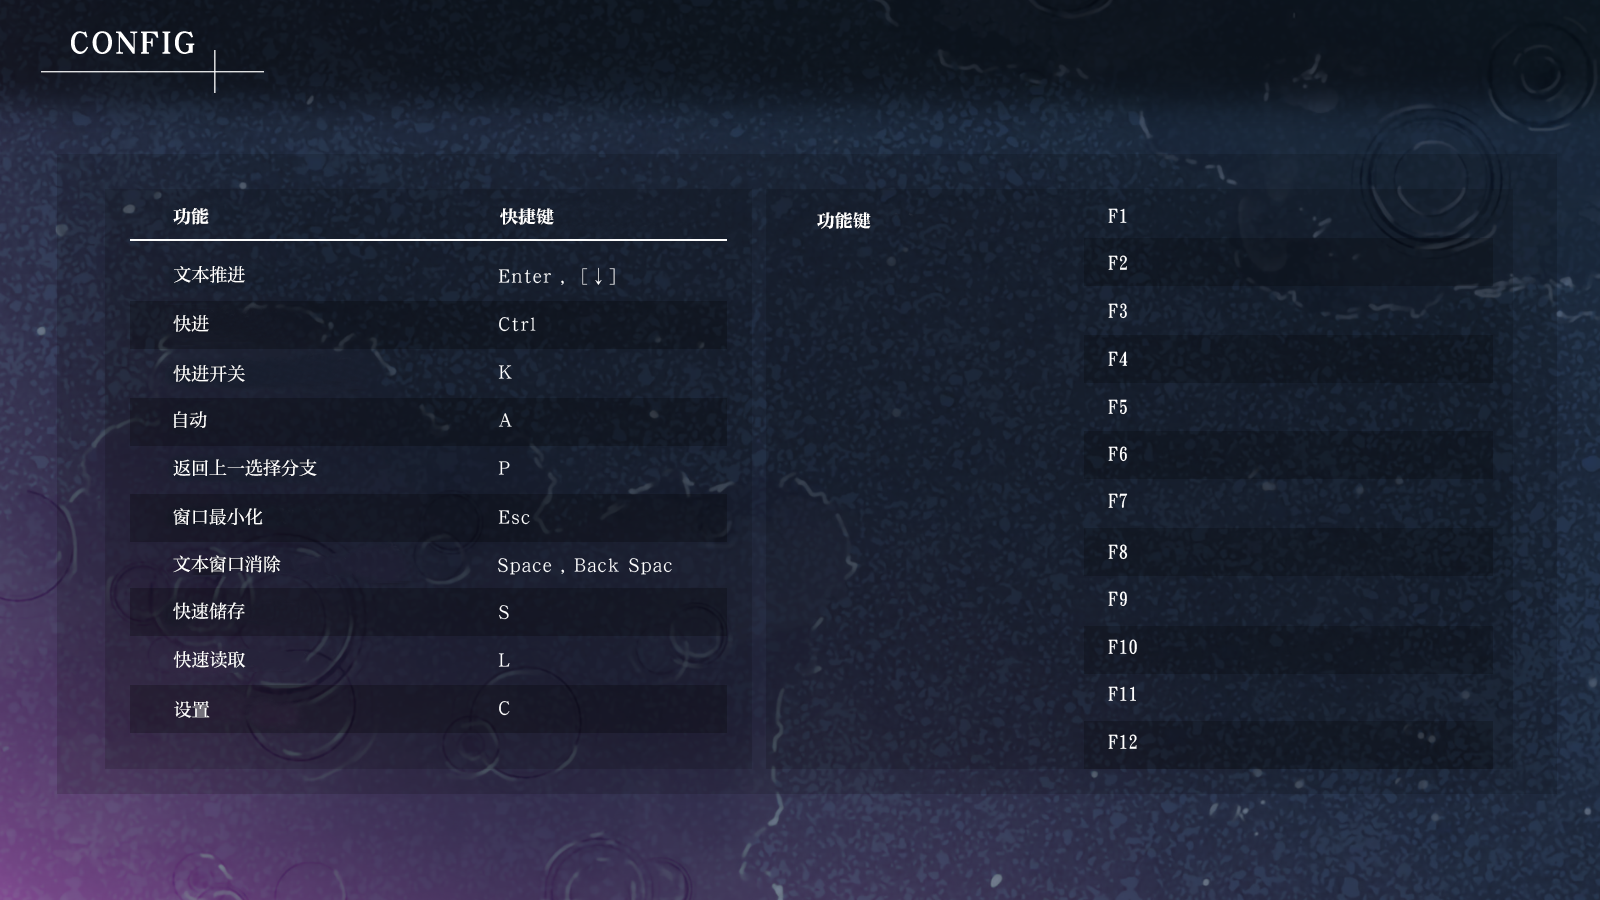 CONFIG
功能 快捷键
文本推进 Enter , [↓]
快进 Ctrl
快进开关 K
自动 A
返回上一选择分支 P
窗口最小化 Esc
文本窗口消除 Space , Back Spac
快速储存 S
快速读取 L
设置 C
功能键 F1
F2
F3
F4
F5
F6
F7
F8
F9
F10
F11
F12